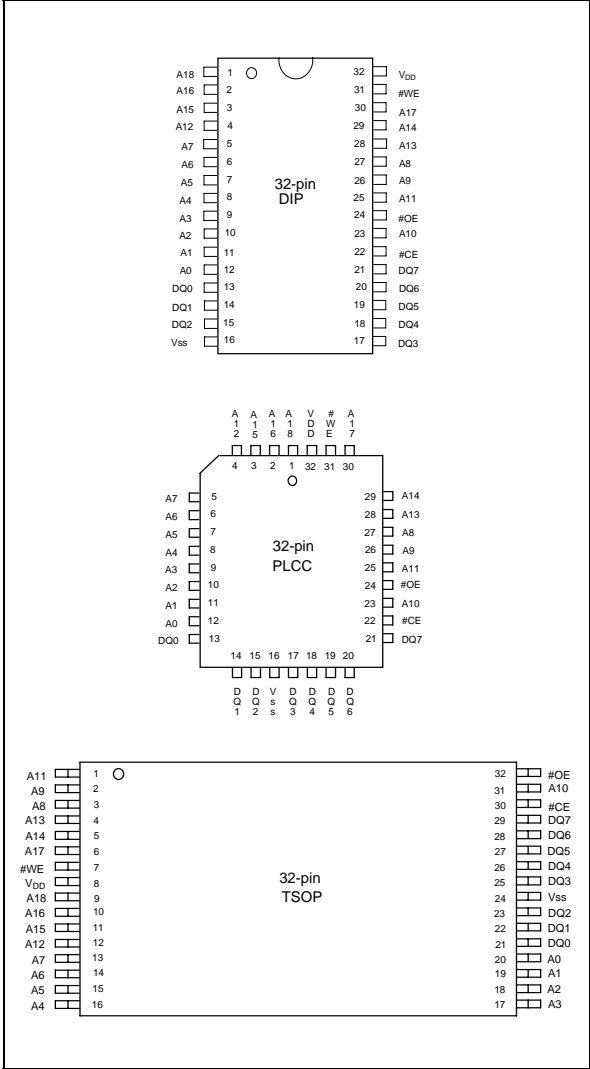 A18 1 32 VDD
A16 2 31 #WE
A15 3 30 A17
A12 4 29 A14
A7 5 28 A13
A6 6 27 A8
A5 7 26 A9
A4 8 25 A11
A3 9 24 #OE
A2 10 23 A10
A1 11 22 #CE
A0 12 21 DQ7
DQ0 13 20 DQ6
DQ1 14 19 DQ5
DQ2 15 18 DQ4
Vss 16 17 DQ3
32-pin
DIP
A12 A15 A16 A18 VDD #WE A17
4 3 2 1 32 31 30
A7 5 29 A14
A6 6 28 A13
A5 7 27 A8
A4 8 26 A9
A3 9 25 A11
A2 10 24 #OE
A1 11 23 A10
A0 12 22 #CE
DQ0 13 21 DQ7
32-pin
PLCC
14 15 16 17 18 19 20
DQ1 DQ2 Vss DQ3 DQ4 DQ5 DQ6
A11 1 32 #OE
A9 2 31 A10
A8 3 30 #CE
A13 4 29 DQ7
A14 5 28 DQ6
A17 6 27 DQ5
#WE 7 26 DQ4
VDD 8 25 DQ3
A18 9 24 Vss
A16 10 23 DQ2
A15 11 22 DQ1
A12 12 21 DQ0
A7 13 20 A0
A6 14 19 A1
A5 15 18 A2
A4 16 17 A3
32-pin
TSOP